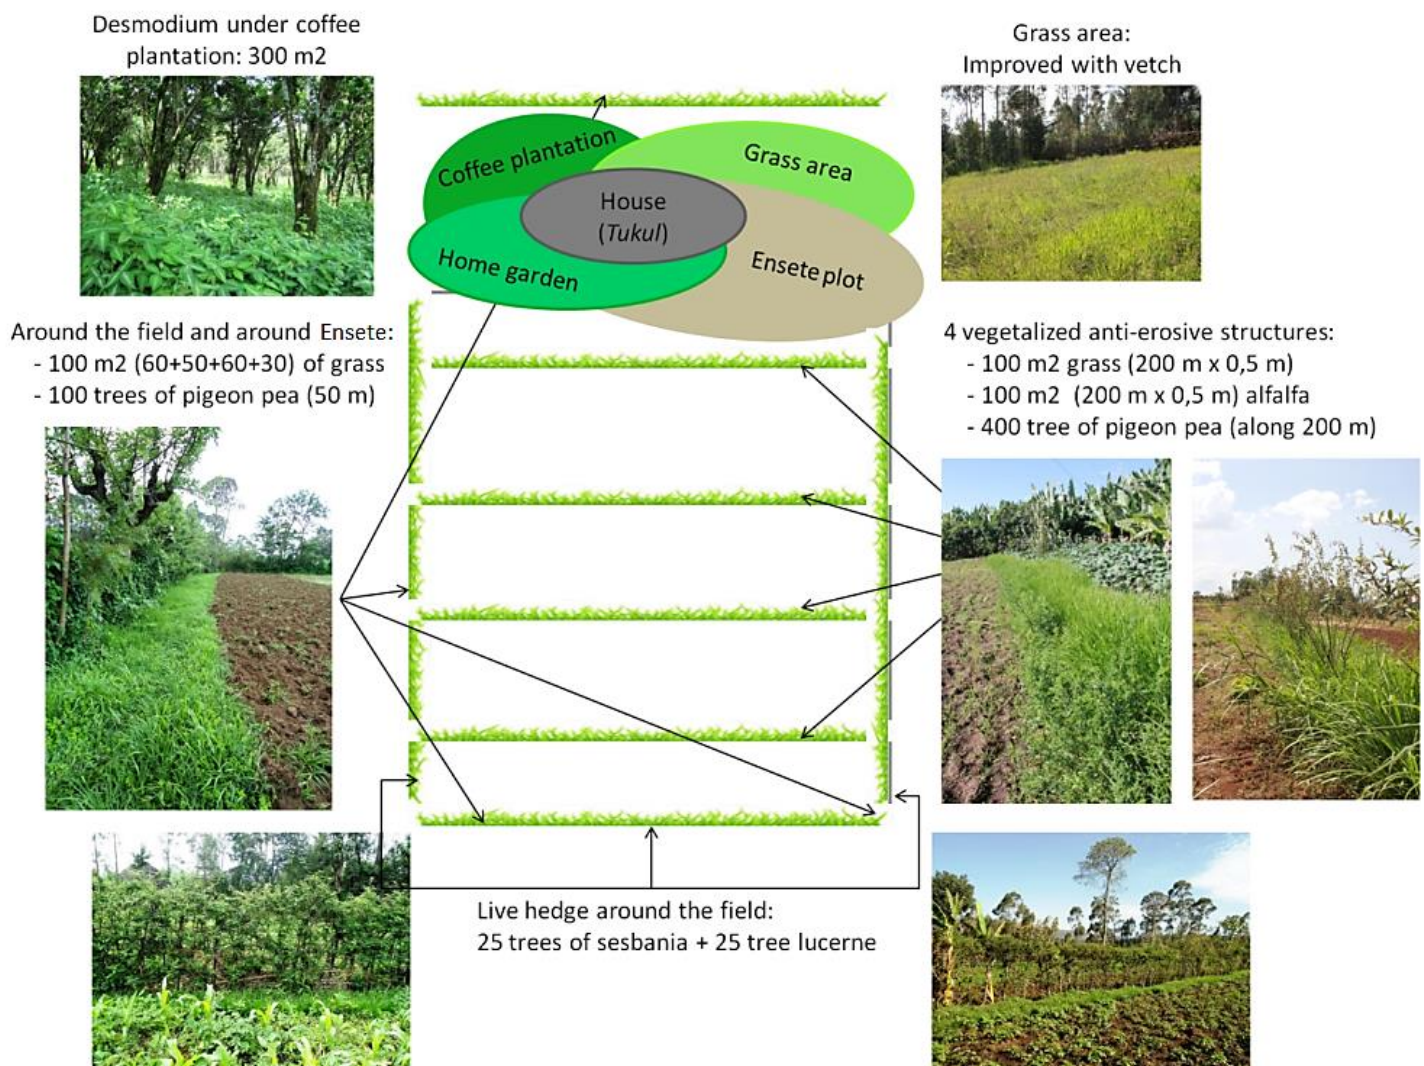 Desmodium under coffee
plantation: 300 m2
Grass area:
Improved with vetch
Coffee plantation
Grass area
House
(Tukul)
Home garden
Ensete plot
Around the field and around Ensete:
- 100 m2 (60+50+60+30) of grass
- 100 trees of pigeon pea (50 m)
4 vegetalized anti-erosive structures:
- 100 m2 grass (200 m x 0,5 m)
- 100 m2 (200 m x 0,5 m) alfalfa
- 400 tree of pigeon pea (along 200 m)
Live hedge around the field:
25 trees of sesbania + 25 tree lucerne